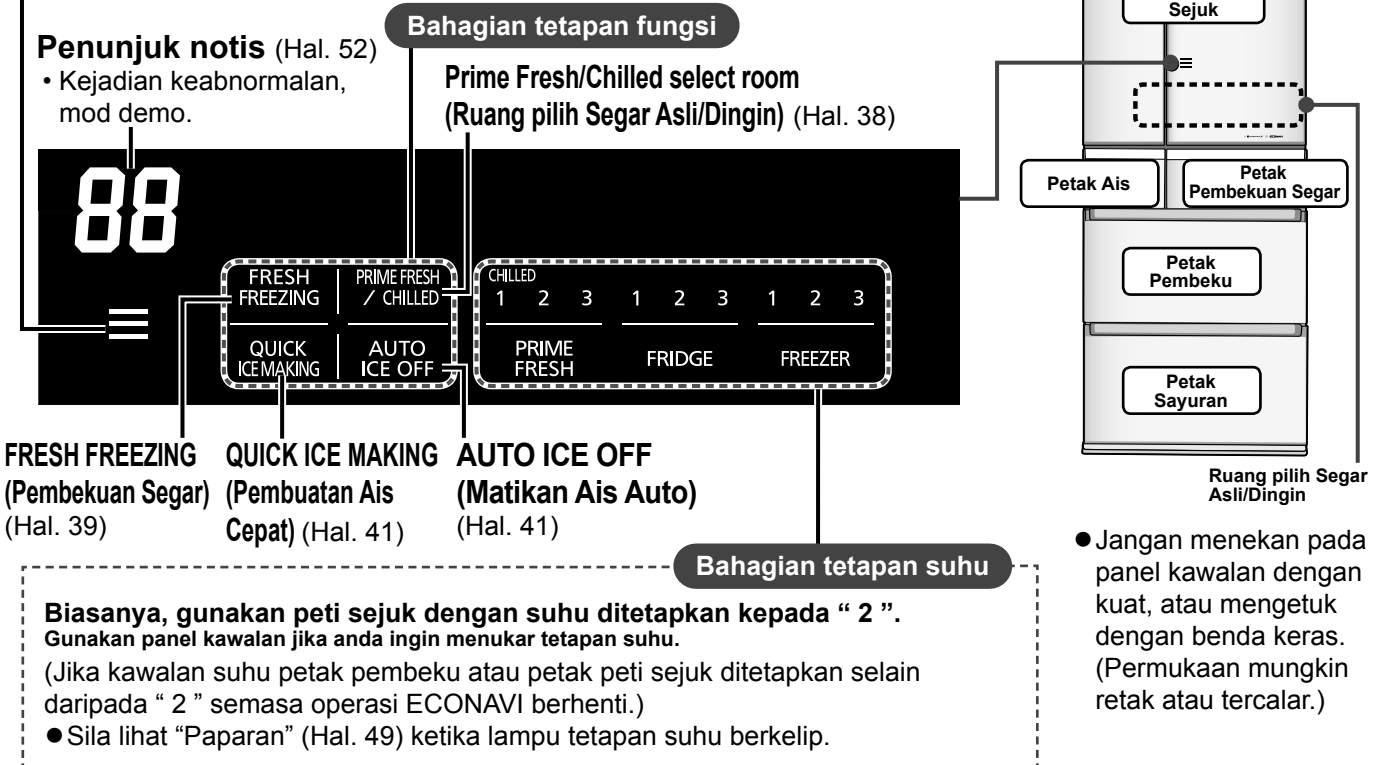 Bahagian tetapan fungsi
Penunjuk notis (Hal. 52)
• Kejadian keabnormalan,
mod demo.
Prime Fresh/Chilled select room
(Ruang pilih Segar Asli/Dingin) (Hal. 38)
88
FRESH
FREEZING
PRIME FRESH
/ CHILLED
QUICK
ICE MAKING
AUTO
ICE OFF
CHILLED
1 2 3 1 2 3 1 2 3
PRIME
FRESH
FRIDGE
FREEZER
FRESH FREEZING
(Pembekuan Segar)
(Hal. 39)
QUICK ICE MAKING
(Pembuatan Ais
Cepat) (Hal. 41)
AUTO ICE OFF
(Matikan Ais Auto)
(Hal. 41)
Bahagian tetapan suhu
Biasanya, gunakan peti sejuk dengan suhu ditetapkan kepada “ 2 ”.
Gunakan panel kawalan jika anda ingin menukar tetapan suhu.
(Jika kawalan suhu petak pembeku atau petak peti sejuk ditetapkan selain
daripada “ 2 ” semasa operasi ECONAVI berhenti.)
●Sila lihat “Paparan” (Hal. 49) ketika lampu tetapan suhu berkelip.
Sejuk
Petak Ais
Petak
Pembekuan Segar
Petak
Pembeku
Petak
Sayuran
Ruang pilih Segar
Asli/Dingin
●Jangan menekan pada
panel kawalan dengan
kuat, atau mengetuk
dengan benda keras.
(Permukaan mungkin
retak atau tercalar.)